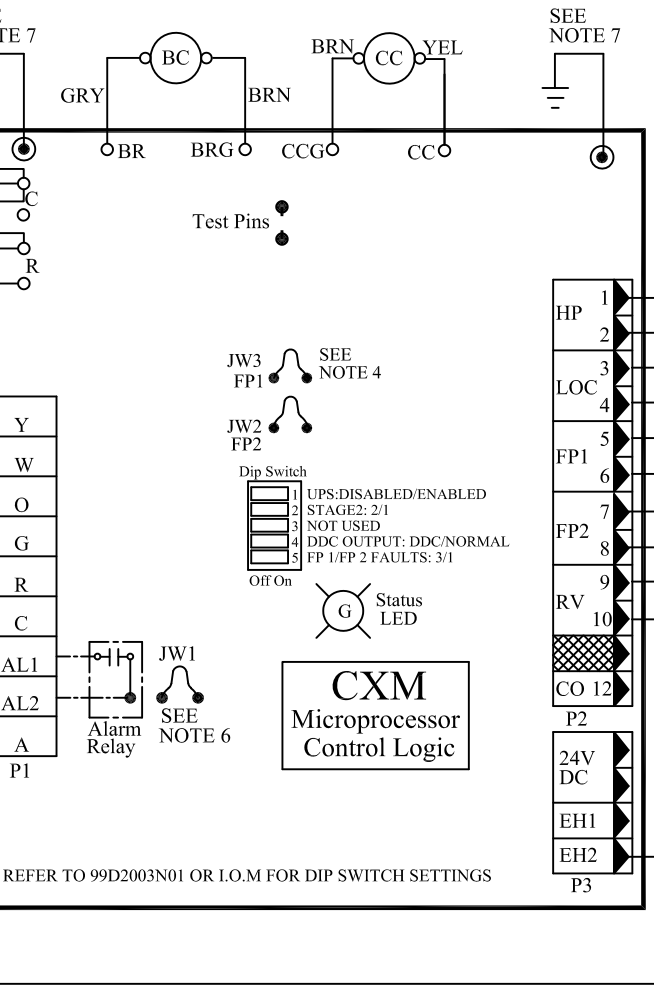 TE 7
SEE
NOTE 7
BC
BRN
CC
YEL
GRY
BRN
BR
BRG
CCG
CC
C
R
Test Pins
JW3
FP1
SEE
NOTE 4
JW2
FP2
Dip Switch
1 UPS:DISABLED/ENABLED
2 STAGE2: 2/1
3 NOT USED
4 DDC OUTPUT: DDC/NORMAL
5 FP 1/FP 2 FAULTS: 3/1
Off On
G
Status
LED
Y
W
O
G
R
C
AL1
AL2
A
P1
Alarm
Relay
JW1
SEE
NOTE 6
CXM
Microprocessor
Control Logic
HP
1
2
LOC
3
4
FP1
5
6
FP2
7
8
RV
9
10
CO 12
P2
24V
DC
EH1
EH2
P3
REFER TO 99D2003N01 OR I.O.M FOR DIP SWITCH SETTINGS